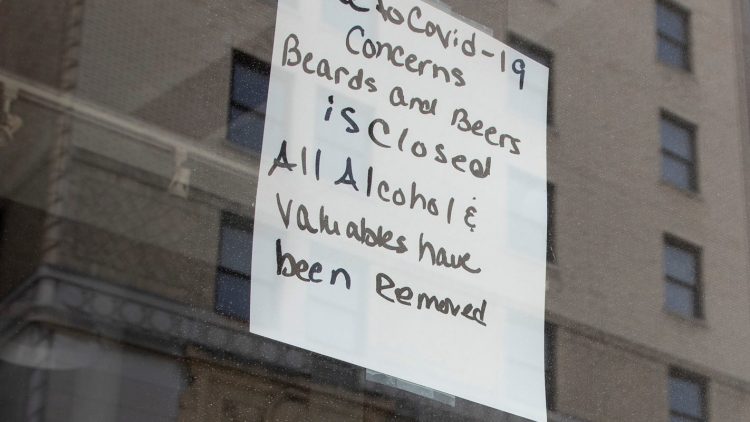 to Covid-19
Concerns
Beards and Beers
is Closed
All Alcohol &
Valuables have
been Removed